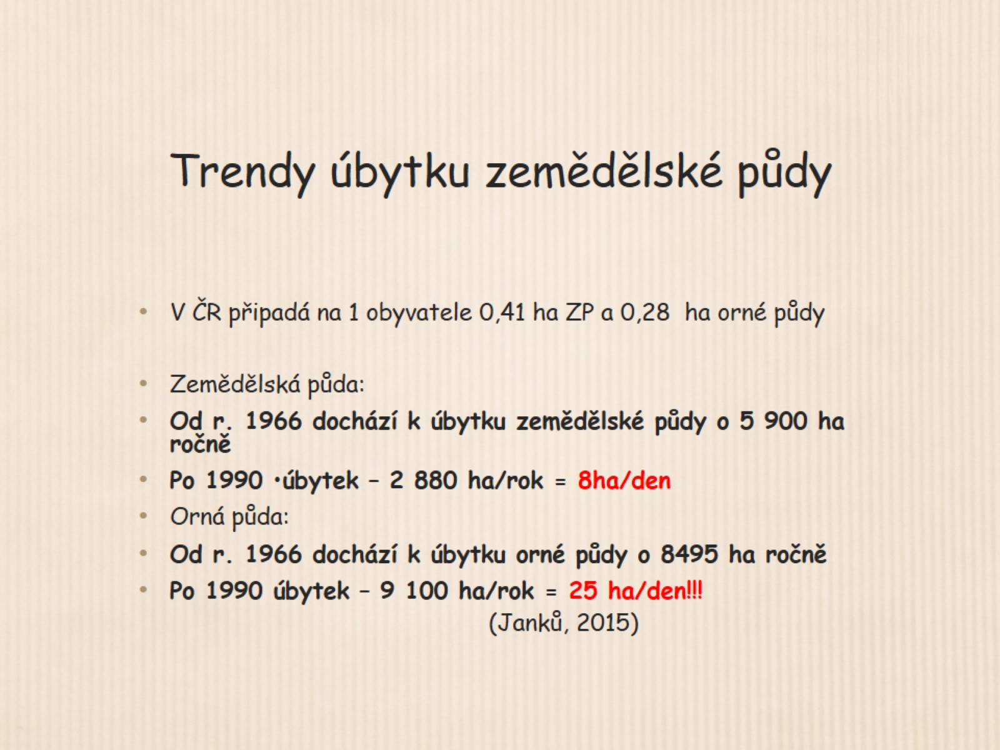 Trendy úbytku zemědělské půdy
• V ČR připadá na 1 obyvatele 0,41 ha ZP a 0,28 ha orné půdy
• Zemědělská půda:
• Od r. 1966 dochází k úbytku zemědělské půdy o 5 900 ha
ročně
• Po 1990 •úbytek – 2 880 ha/rok = 8ha/den
• Orná půda:
• Od r. 1966 dochází k úbytku orné půdy o 8495 ha ročně
• Po 1990 úbytek – 9 100 ha/rok = 25 ha/den!!!
(Janků, 2015)